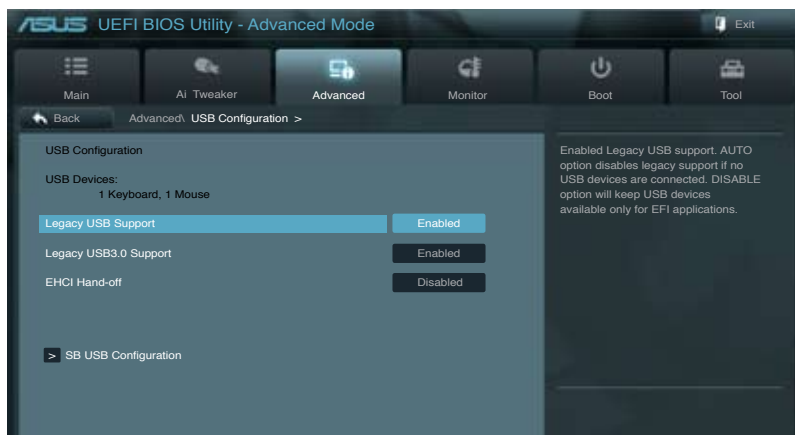 ASUS UEFI BIOS Utility - Advanced Mode
Exit
Main
Ai Tweaker
Advanced
Monitor
Boot
Tool
Back
Advanced\ USB Configuration >
USB Configuration
USB Devices:
1 Keyboard, 1 Mouse
Legacy USB Support Enabled
Legacy USB3.0 Support Enabled
EHCI Hand-off Disabled
> SB USB Configuration
Enabled Legacy USB support. AUTO
option disables legacy support if no
USB devices are connected. DISABLE
option will keep USB devices
available only for EFI applications.